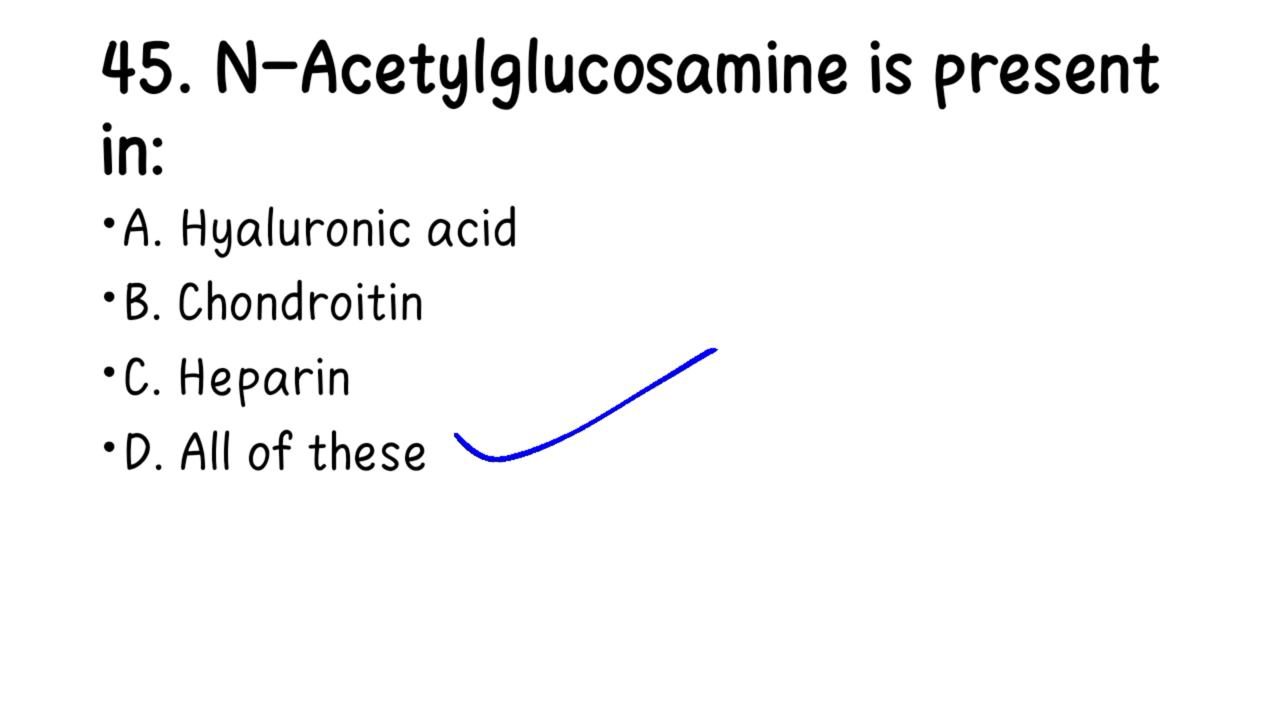 45. N-Acetylglucosamine is present
in:
•A. Hyaluronic acid
•B. Chondroitin
•C. Heparin
•D. All of these